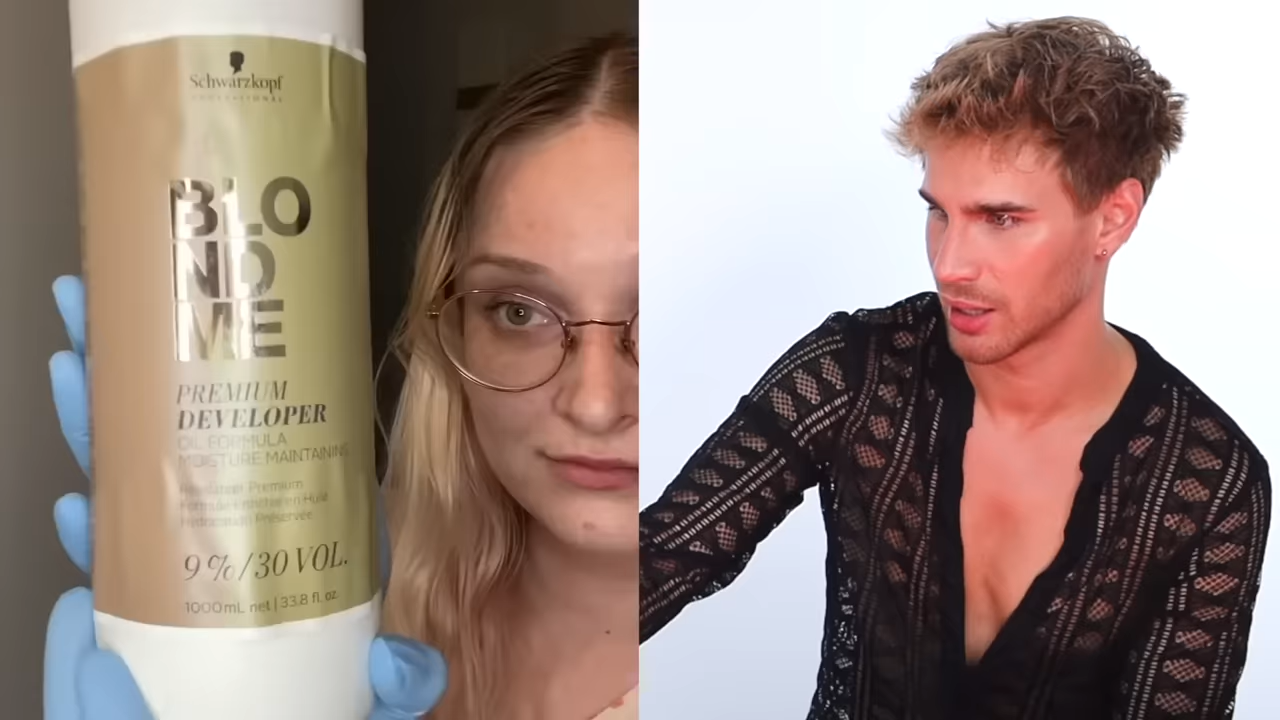 Schwarzkopf
PROFESSIONAL
BLO
ND
ME
PREMIUM
DEVELOPER
OIL FORMULA
MOISTURE MAINTAINING
Révélateur Premium
Formule Enrichie en Huile
Hydratation Préservée
9 %/30 VOL.
1000mL net | 33.8 fl. oz.